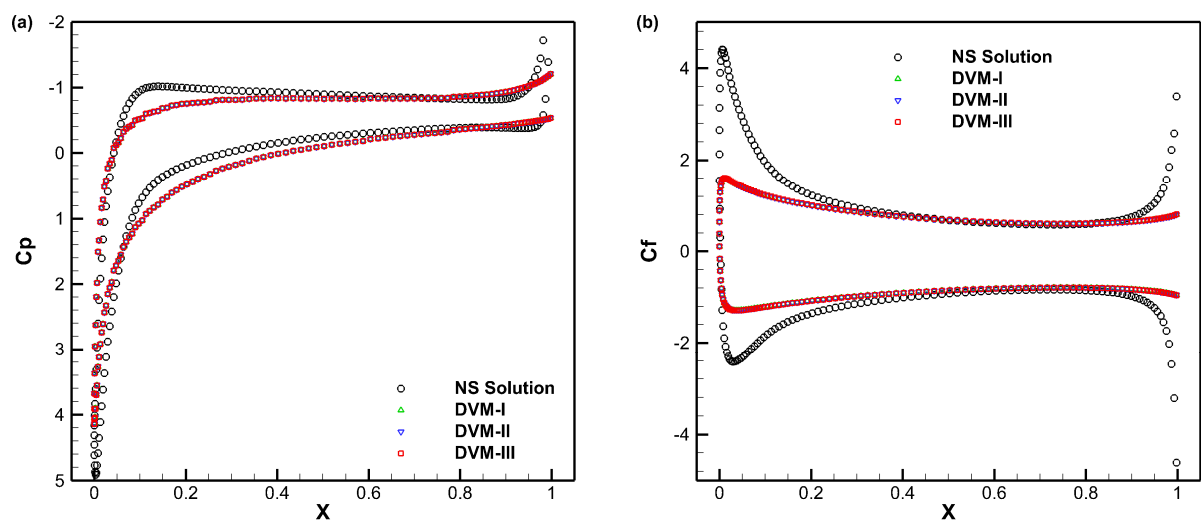 (a)
-2
-1
0
1
2
3
4
5
Cp
0
0.2
0.4
0.6
0.8
1
X
NS Solution
DVM-I
DVM-II
DVM-III
(b)
4
2
0
-2
-4
Cf
0
0.2
0.4
0.6
0.8
1
X
NS Solution
DVM-I
DVM-II
DVM-III